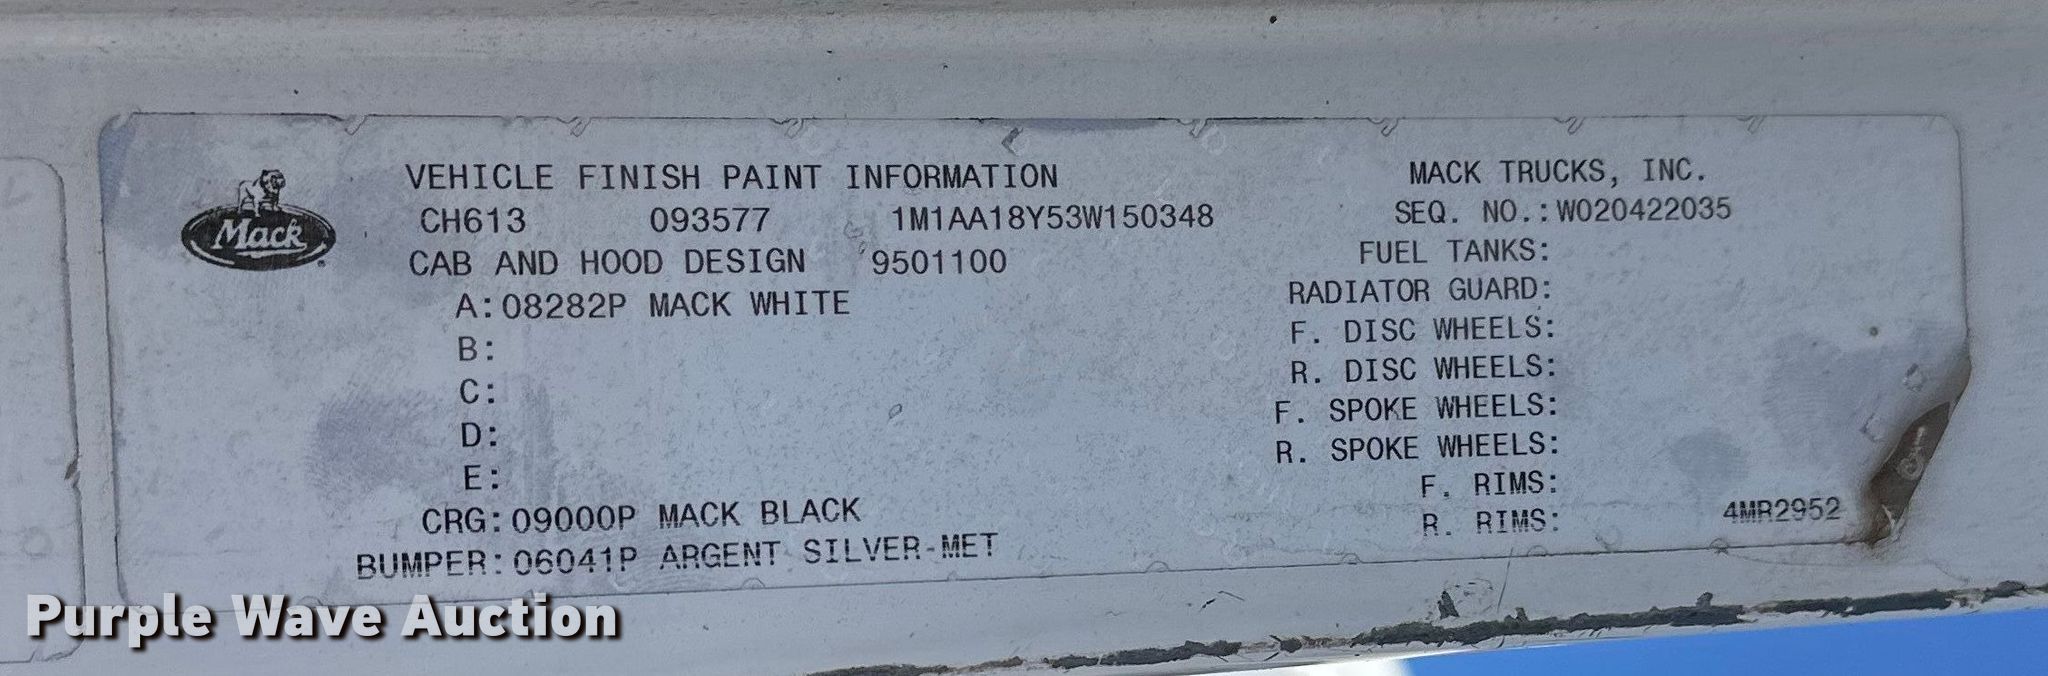 Mack
VEHICLE FINISH PAINT INFORMATION
CH613 093577 1M1AA18Y53W150348
CAB AND HOOD DESIGN 9501100
A:08282P MACK WHITE
B:
C:
D:
E:
CRG:09000P MACK BLACK
BUMPER:06041P ARGENT SILVER-MET
MACK TRUCKS, INC.
SEQ. NO.:W020422035
FUEL TANKS:
RADIATOR GUARD:
F. DISC WHEELS:
R. DISC WHEELS:
F. SPOKE WHEELS:
R. SPOKE WHEELS:
F. RIMS:
R. RIMS:
4MR2952
Purple Wave Auction